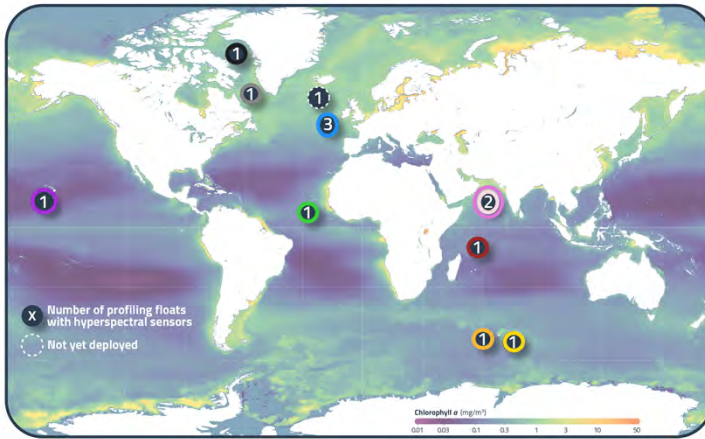 1
1
1
3
1
1
2
1
1
1
X Number of profiling floats
with hyperspectral sensors
Not yet deployed
Chlorophyll a (mg/m³)
0.01 0.03 0.1 0.3 1 3 10 50